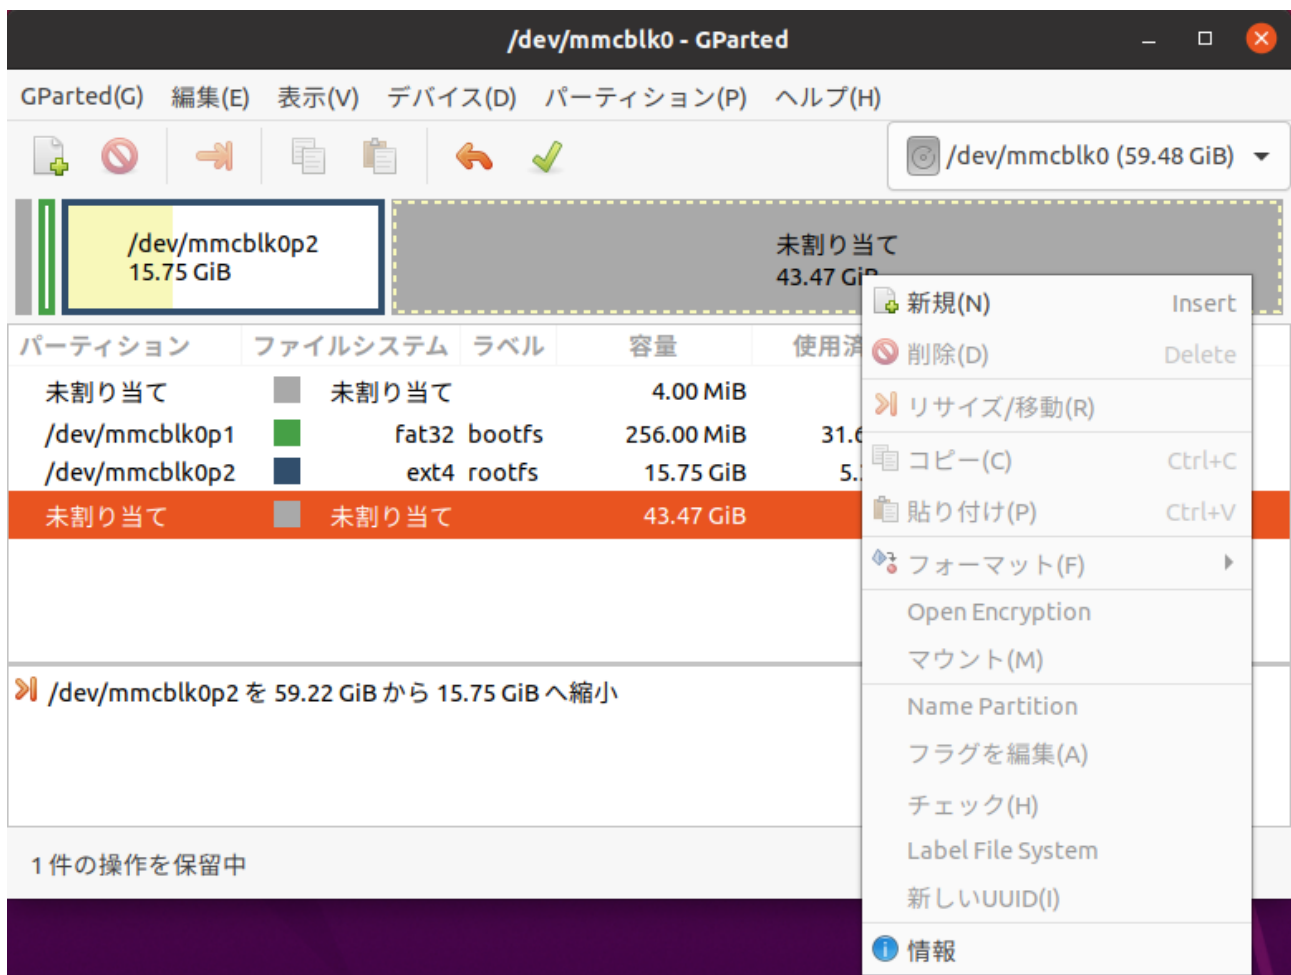 /dev/mmcblk0 - GParted
GParted(G) 編集(E) 表示(V) デバイス(D) パーティション(P) ヘルプ(H)
/dev/mmcblk0 (59.48 GiB)
/dev/mmcblk0p2
15.75 GiB
未割り当て
43.47 GiB
パーティション ファイルシステム ラベル 容量 使用済
未割り当て 未割り当て 4.00 MiB
/dev/mmcblk0p1 fat32 bootfs 256.00 MiB 31.6
/dev/mmcblk0p2 ext4 rootfs 15.75 GiB 5.
未割り当て 未割り当て 43.47 GiB
/dev/mmcblk0p2 を 59.22 GiB から 15.75 GiB へ縮小
1 件の操作を保留中
新規(N) Insert
削除(D) Delete
リサイズ/移動(R)
コピー(C) Ctrl+C
貼り付け(P) Ctrl+V
フォーマット(F)
Open Encryption
マウント(M)
Name Partition
フラグを編集(A)
チェック(H)
Label File System
新しいUUID(I)
情報